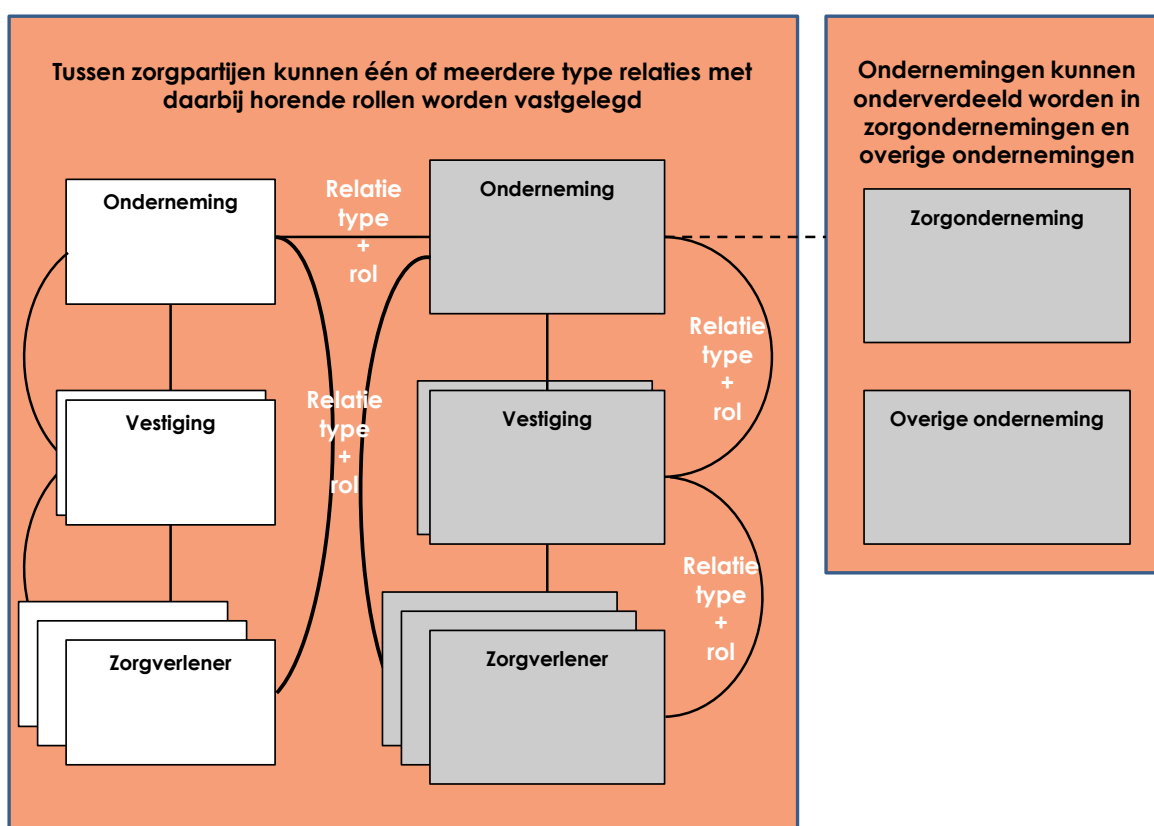 Tussen zorgpartijen kunnen één of meerdere type relaties met
daarbij horende rollen worden vastgelegd
Onderneming
Relatie
type
+
rol
Onderneming
Relatie
type
+
rol
Relatie
type
+
rol
Vestiging
Vestiging
Relatie
type
+
rol
Zorgverlener
Zorgverlener
Ondernemingen kunnen
onderverdeeld worden in
zorgondernemingen en
overige ondernemingen
Zorgonderneming
Overige onderneming